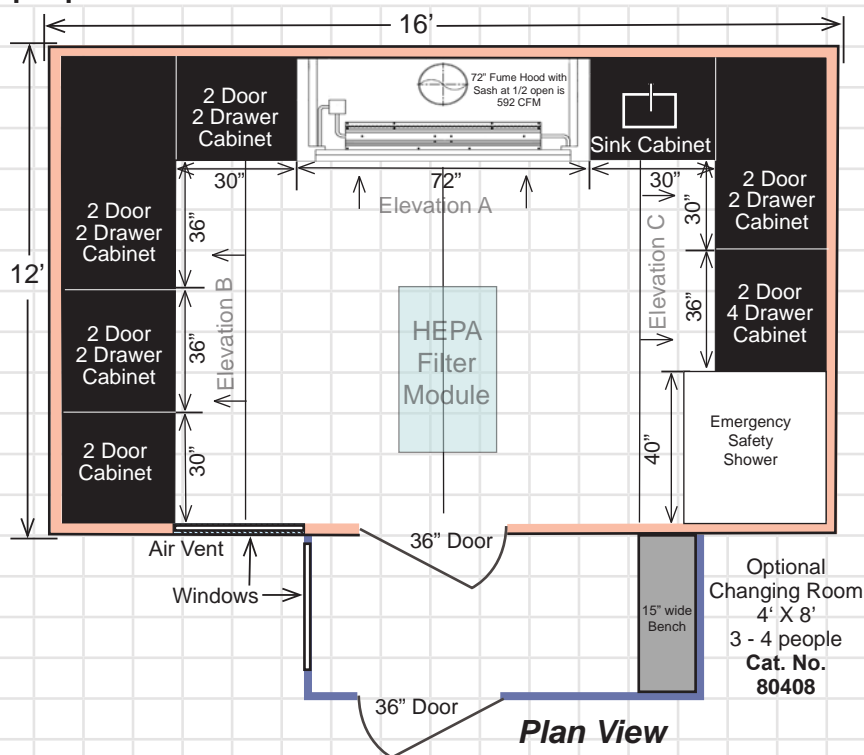 16'
12'
2 Door
2 Drawer
Cabinet
72" Fume Hood with
Sash at 1/2 open is
592 CFM
Sink Cabinet
30"
72"
30"
Elevation A
2 Door
2 Drawer
Cabinet
36"
Elevation B
2 Door
2 Drawer
Cabinet
36"
2 Door
Cabinet
30"
HEPA
Filter
Module
Elevation C
30"
2 Door
2 Drawer
Cabinet
36"
2 Door
4 Drawer
Cabinet
40"
Emergency
Safety
Shower
Air Vent
Windows
36" Door
15" wide
Bench
Optional
Changing Room
4' X 8'
3 - 4 people
Cat. No.
80408
36" Door
Plan View